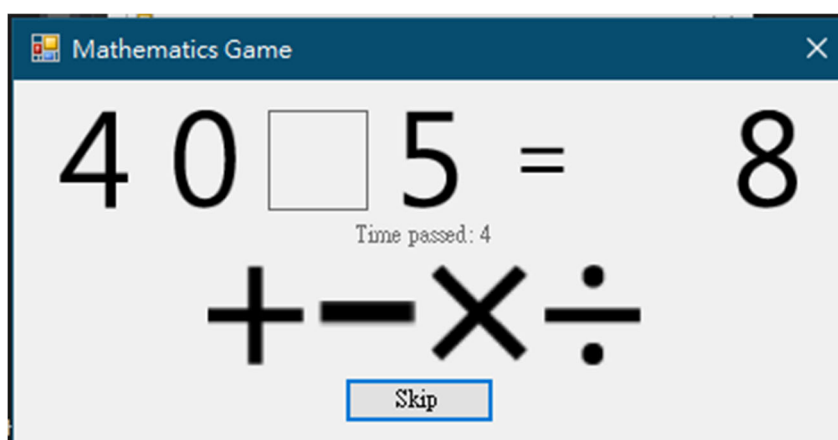 Mathematics Game
4 0 5 = 8
Time passed: 4
+ − × ÷
Skip